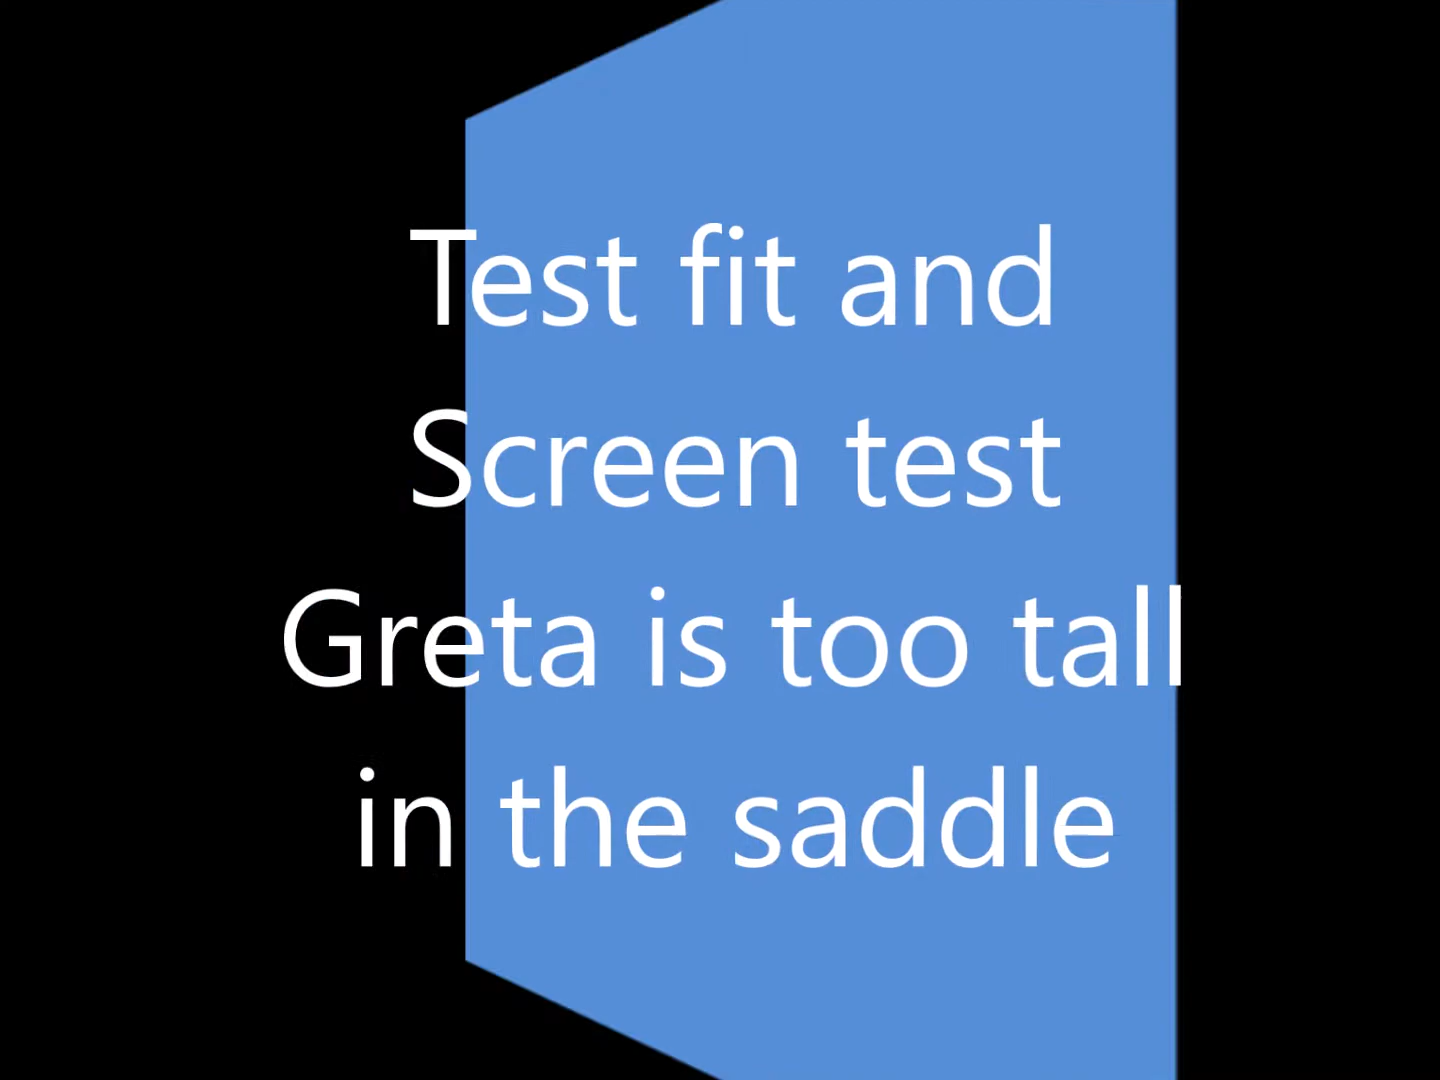 Test fit and
Screen test
Greta is too tall
in the saddle